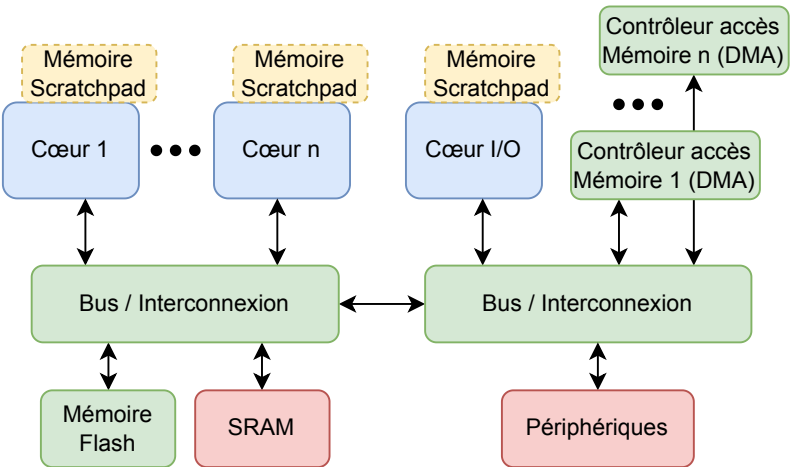 Mémoire
Scratchpad
Cœur 1
Mémoire
Scratchpad
Cœur n
Mémoire
Scratchpad
Cœur I/O
Contrôleur accès
Mémoire n (DMA)
Contrôleur accès
Mémoire 1 (DMA)
Bus / Interconnexion
Bus / Interconnexion
Mémoire
Flash
SRAM
Périphériques